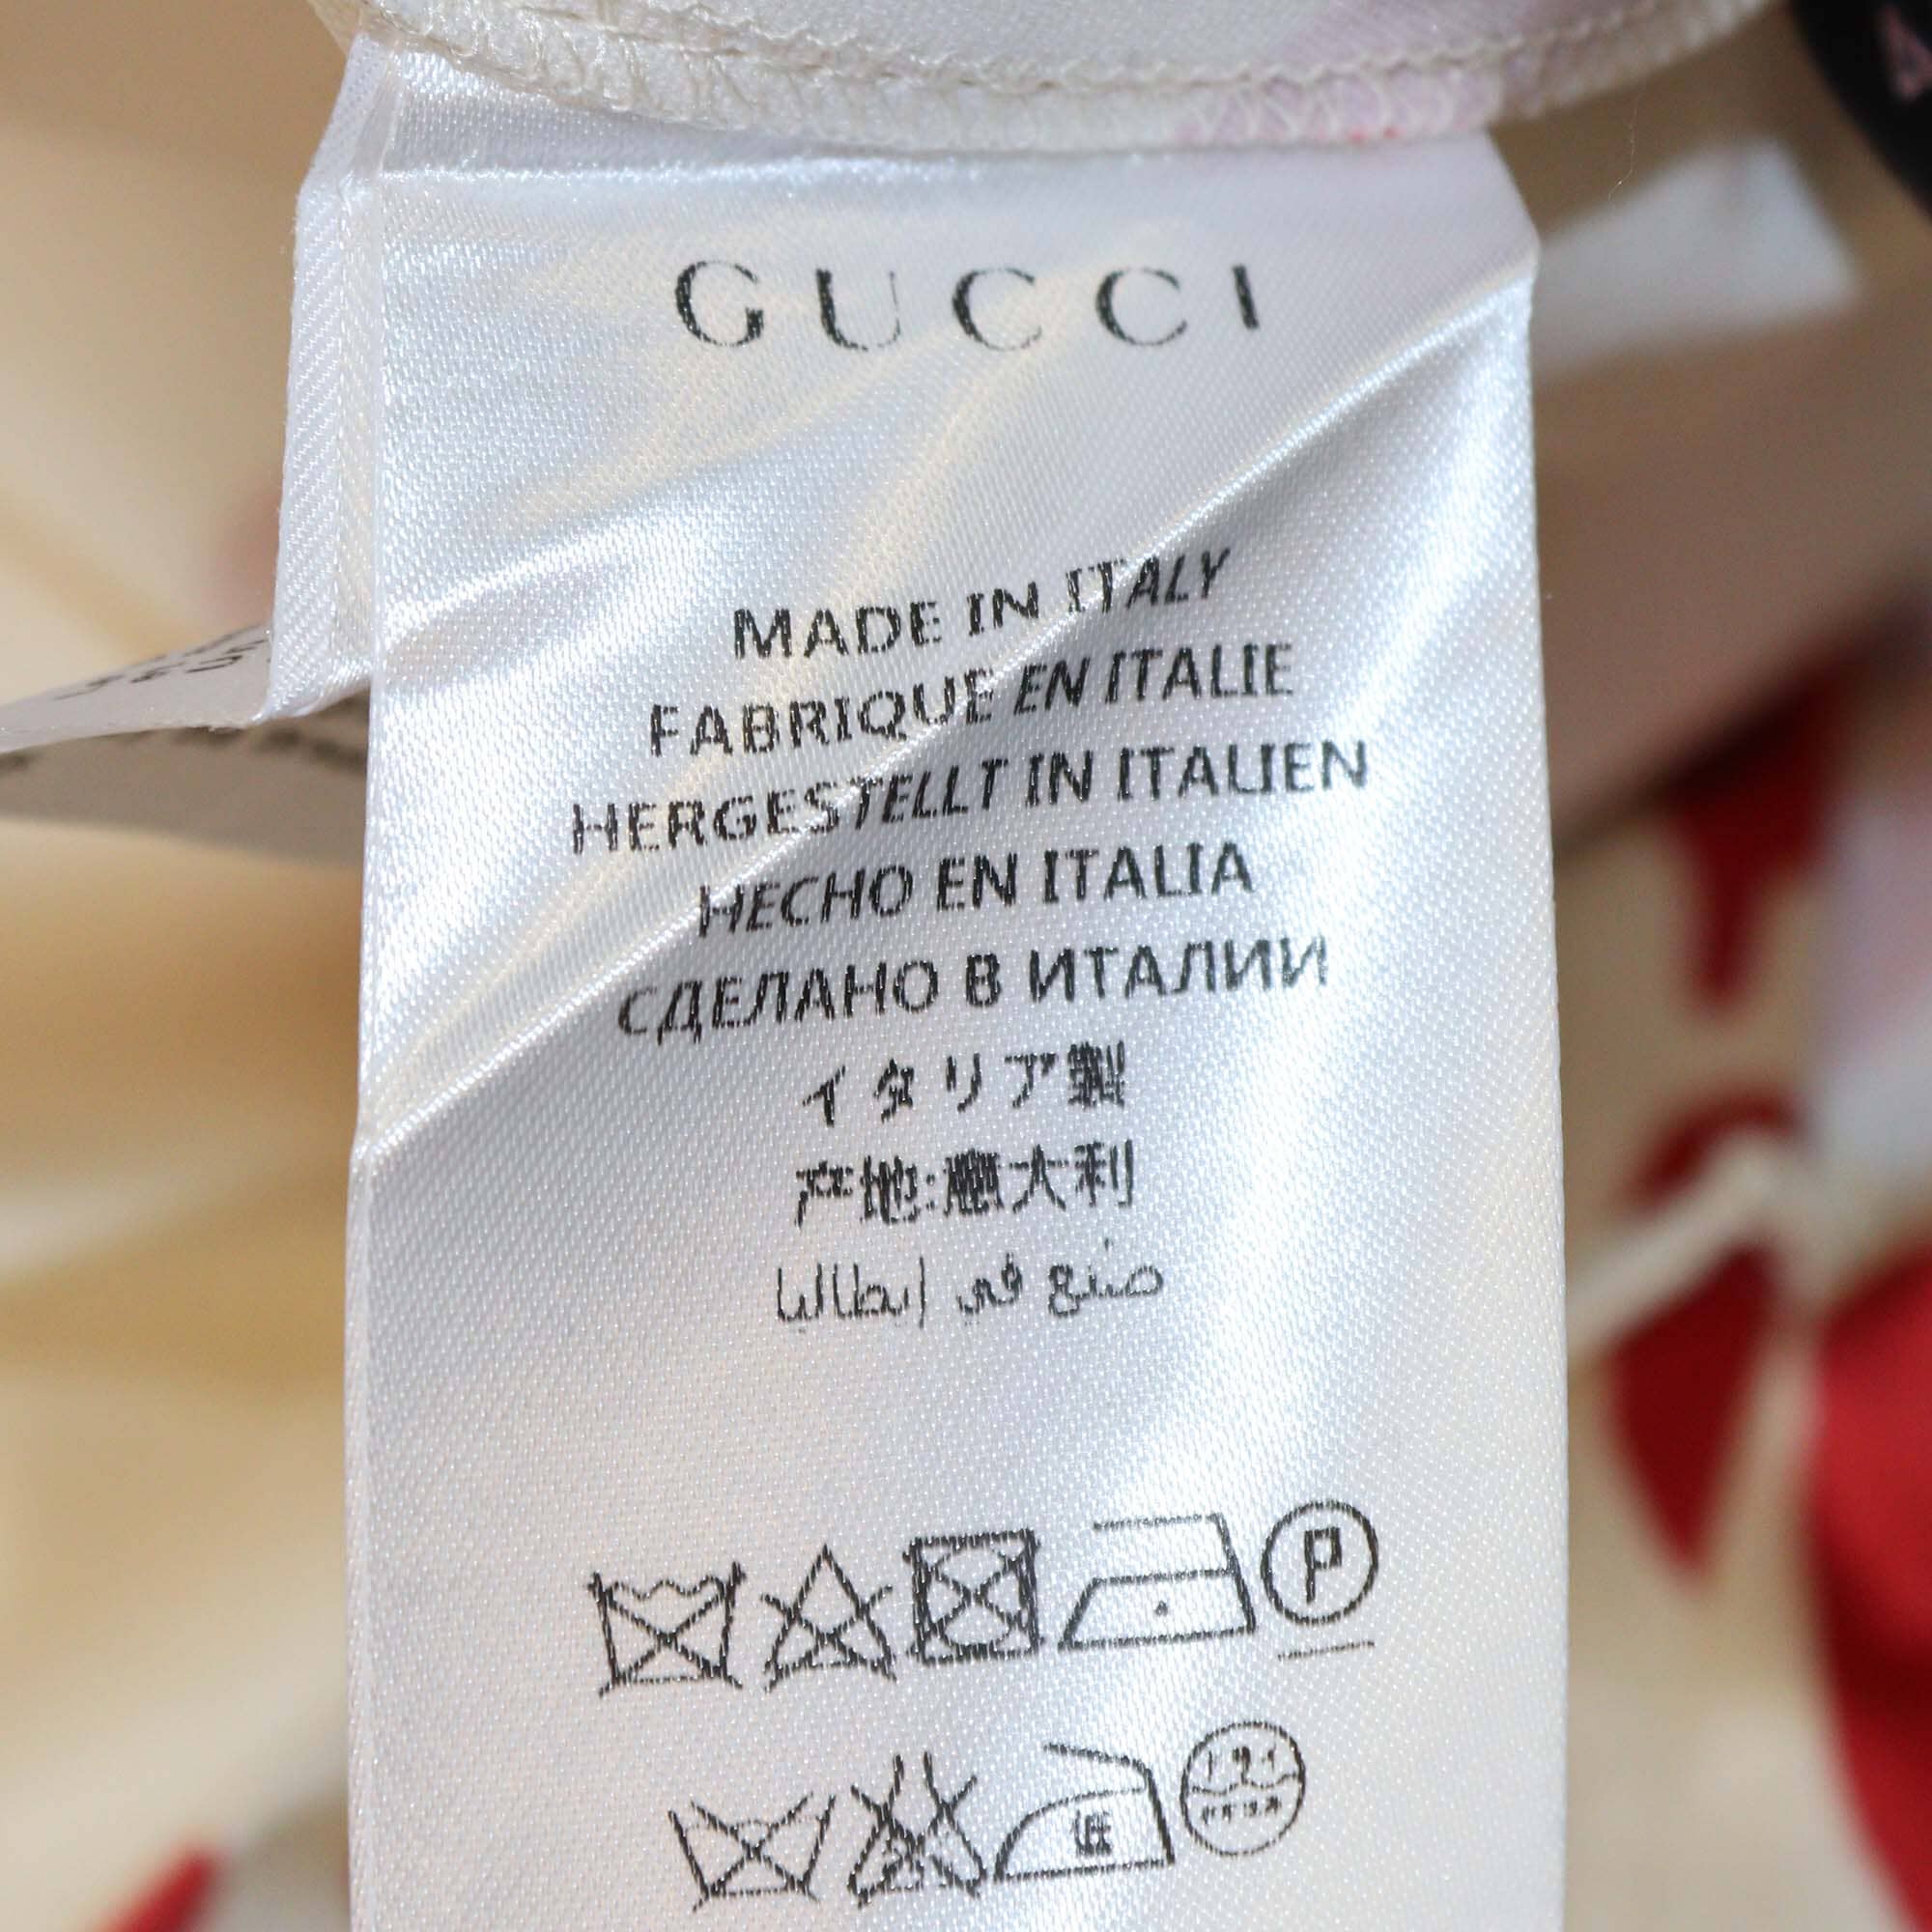 GUCCI
MADE IN ITALY
FABRIQUE EN ITALIE
HERGESTELLT IN ITALIEN
HECHO EN ITALIA
СДЕЛАНО В ИТАЛИИ
イタリア製
产地:意大利
صنع في إيطاليا
P
低